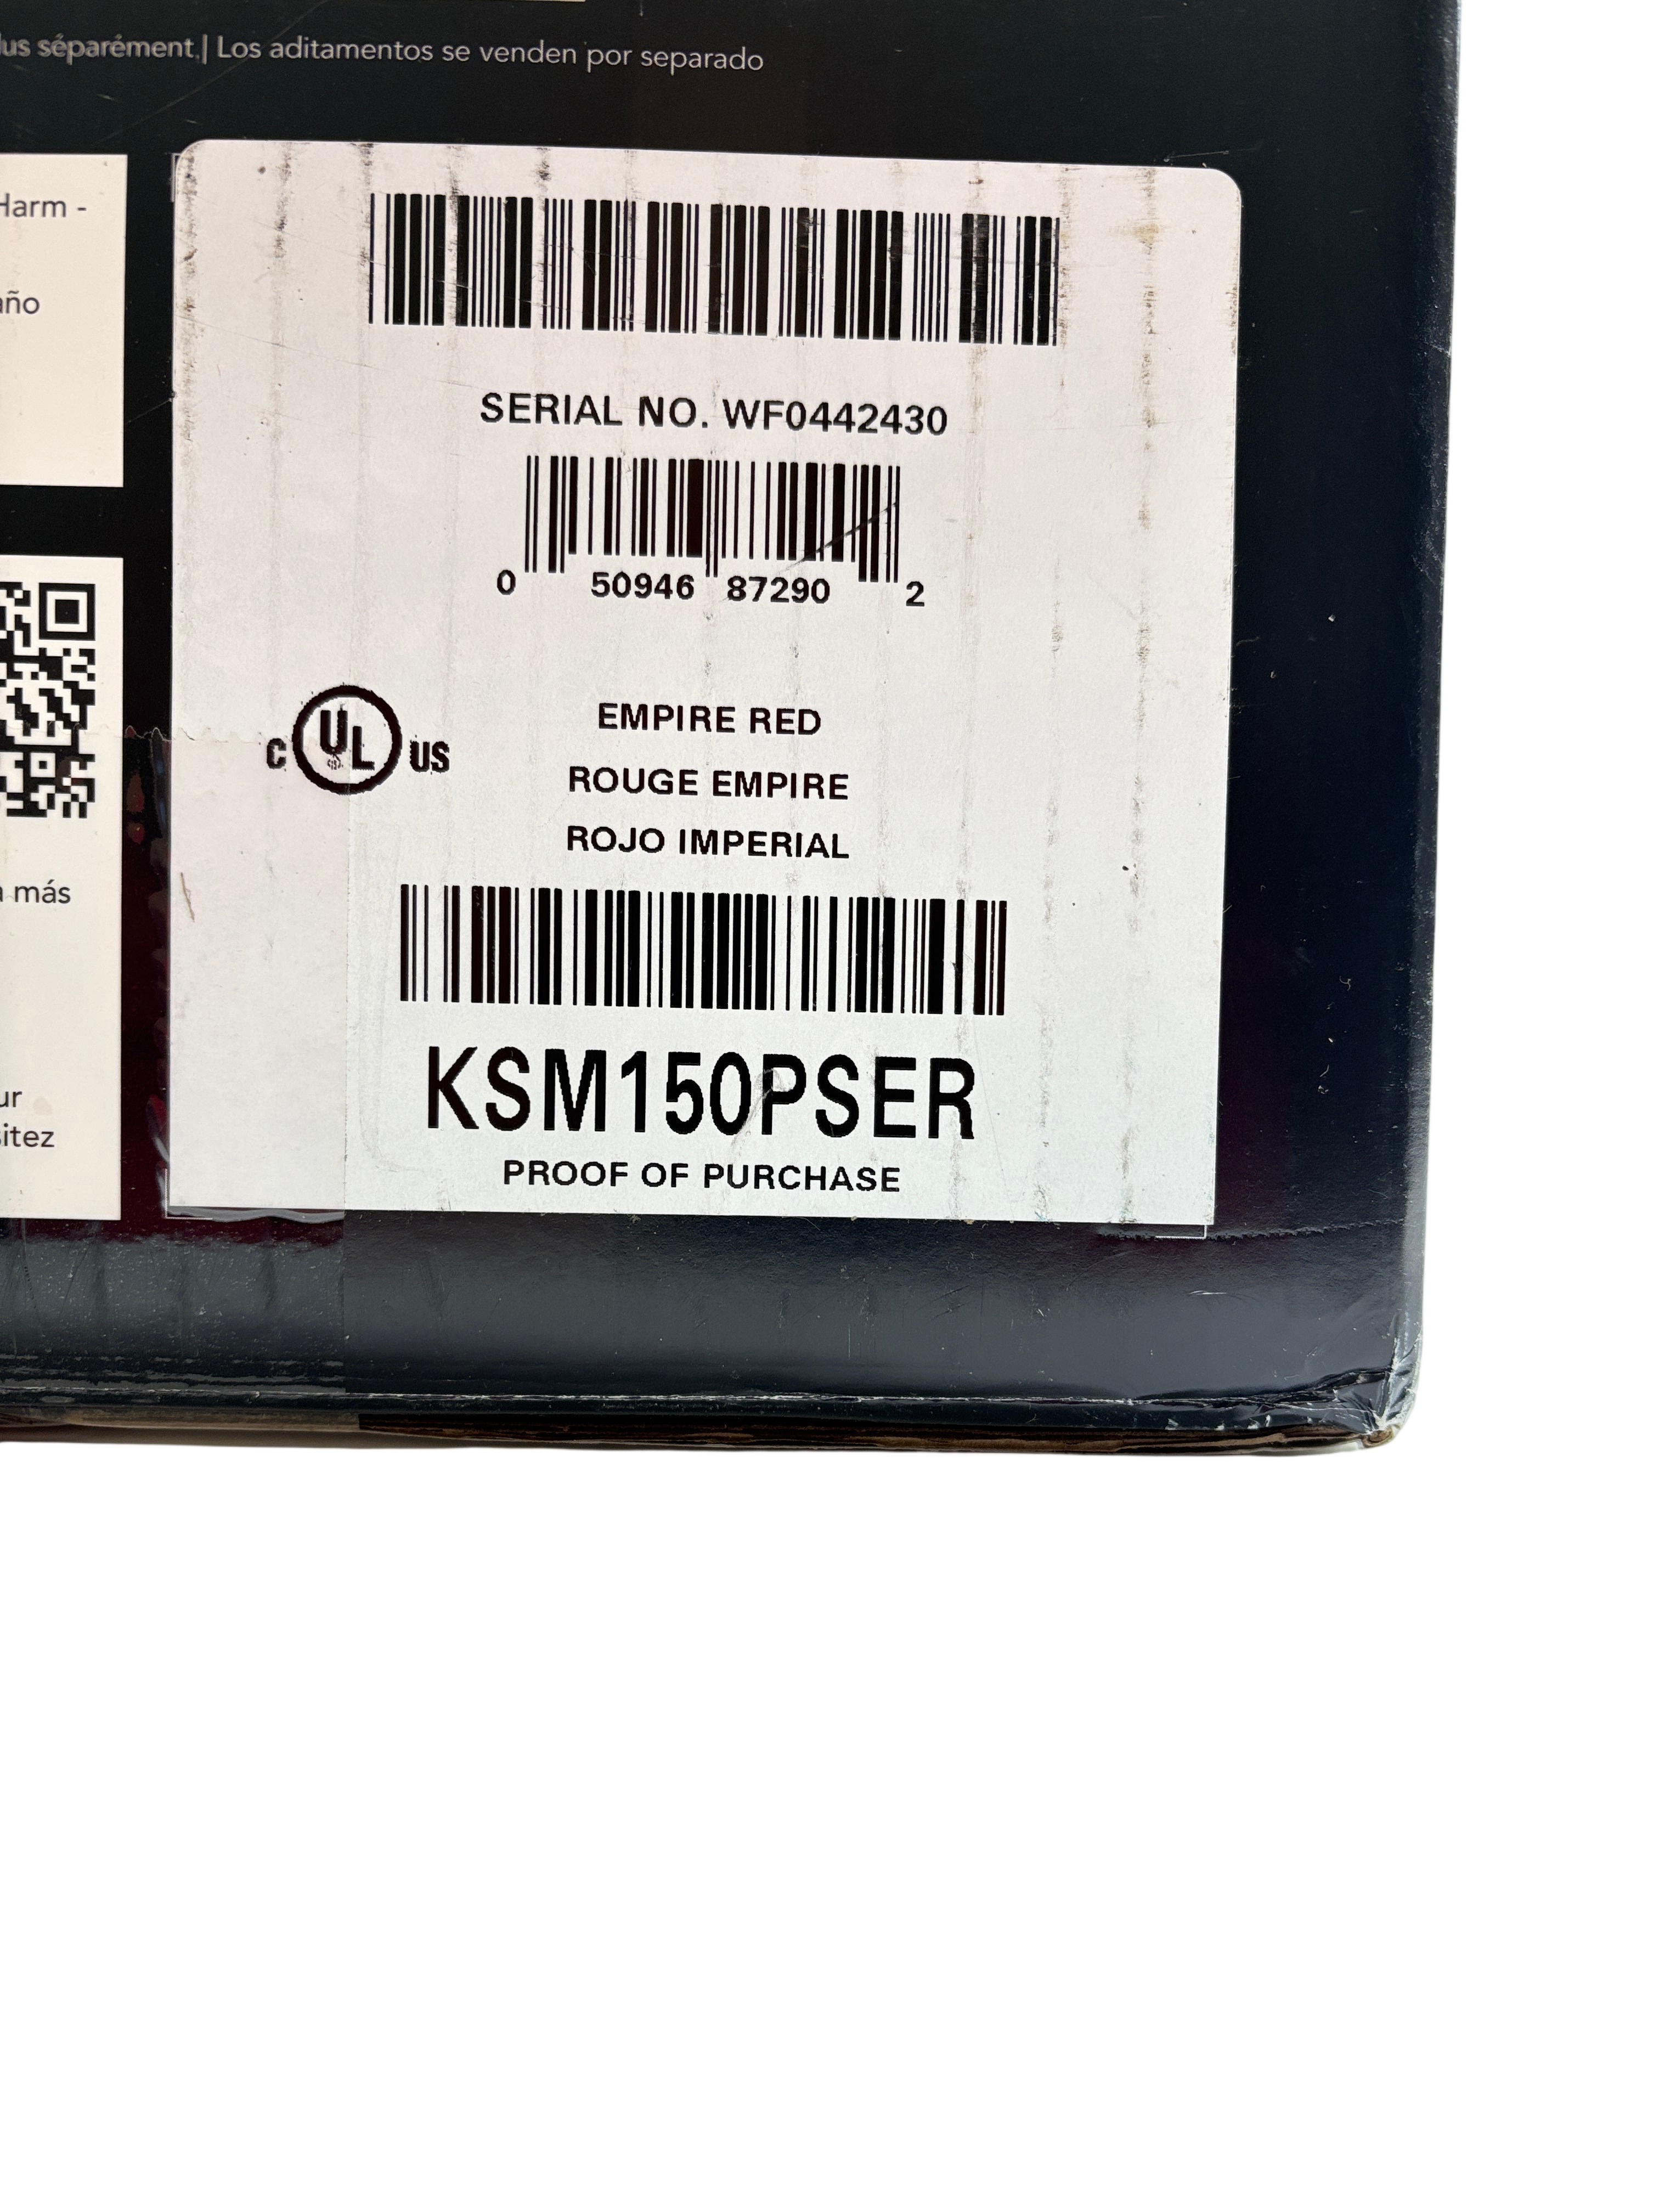 lus séparément.| Los aditamentos se venden por separado
Harm -
año
SERIAL NO. WF0442430
0 50946 87290 2
C UL US
EMPIRE RED
ROUGE EMPIRE
ROJO IMPERIAL
a más
KSM150PSER
ur
sitez
PROOF OF PURCHASE